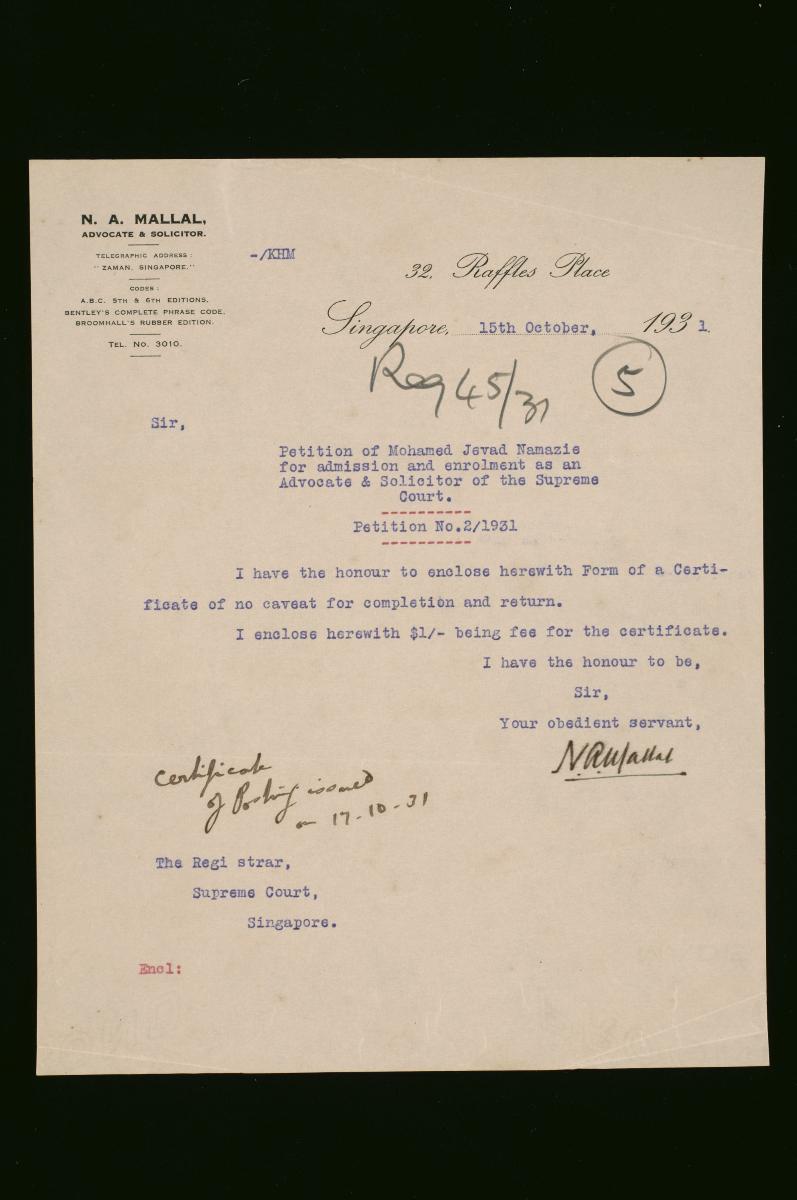 N. A. MALLAL,
ADVOCATE & SOLICITOR.
TELEGRAPHIC ADDRESS :
"ZAMAN, SINGAPORE."
CODES :
A.B.C. 5TH & 6TH EDITIONS.
BENTLEY'S COMPLETE PHRASE CODE.
BROOMHALL'S RUBBER EDITION.
TEL. NO. 3010.
-/KHM
32, Raffles Place
Singapore, 15th October, 1931.
Reg 45/31
5
Sir,
Petition of Mohamed Jevad Namazie
for admission and enrolment as an
Advocate & Solicitor of the Supreme
Court.
----------
Petition No.2/1931
----------
I have the honour to enclose herewith Form of a Certi-
ficate of no caveat for completion and return.
I enclose herewith $1/- being fee for the certificate.
I have the honour to be,
Sir,
Your obedient servant,
N A Mallal
Certificate
of Posting issued
on 17-10-31
The Regi strar,
Supreme Court,
Singapore.
Encl: